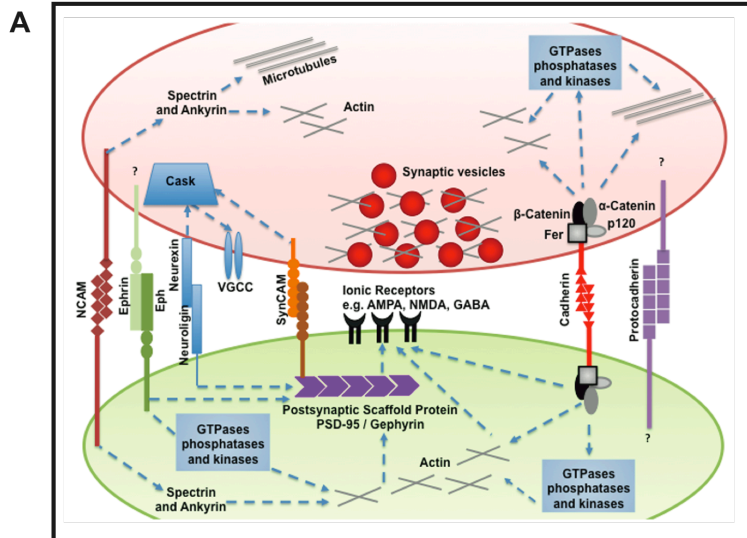 A
Microtubules
GTPases
phosphatases
and kinases
Spectrin
and Ankyrin
Actin
?
?
Synaptic vesicles
Cask
β-Catenin
α-Catenin
p120
Fer
NCAM
Ephrin
Eph
Neurexin
Neuroligin
VGCC
SynCAM
Ionic Receptors
e.g. AMPA, NMDA, GABA
Cadherin
Protocadherin
Postsynaptic Scaffold Protein
PSD-95 / Gephyrin
GTPases
phosphatases
and kinases
?
Actin
GTPases
phosphatases
and kinases
Spectrin
and Ankyrin